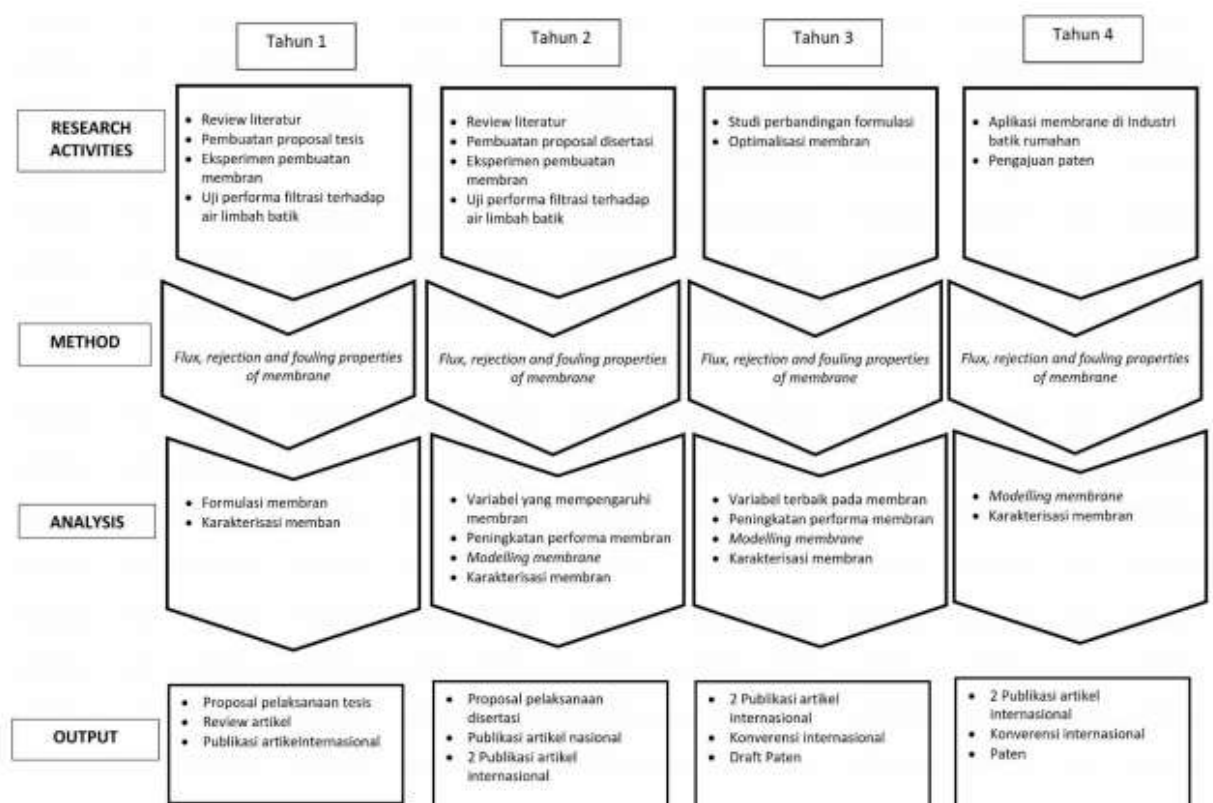 Tahun 1
Tahun 2
Tahun 3
Tahun 4
RESEARCH
ACTIVITIES
• Review literatur
• Pembuatan proposal tesis
• Eksperimen pembuatan
membran
• Uji performa filtrasi terhadap
air limbah batik
• Review literatur
• Pembuatan proposal disertasi
• Eksperimen pembuatan
membran
• Uji performa filtrasi terhadap
air limbah batik
• Studi perbandingan formulasi
• Optimalisasi membran
• Aplikasi membrane di Industri
batik rumahan
• Pengajuan paten
METHOD
Flux, rejection and fouling properties
of membrane
Flux, rejection and fouling properties
of membrane
Flux, rejection and fouling properties
of membrane
Flux, rejection and fouling properties
of membrane
ANALYSIS
• Formulasi membran
• Karakterisasi memban
• Variabel yang mempengaruhi
membran
• Peningkatan performa membran
• Modelling membrane
• Karakterisasi membran
• Variabel terbaik pada membran
• Peningkatan performa membran
• Modelling membrane
• Karakterisasi membran
• Modelling membrane
• Karakterisasi membran
OUTPUT
• Proposal pelaksanaan tesis
• Review artikel
• Publikasi artikelnternasional
• Proposal pelaksanaan
disertasi
• Publikasi artikel nasional
• 2 Publikasi artikel
internasional
• 2 Publikasi artikel
internasional
• Konverensi internasional
• Draft Paten
• 2 Publikasi artikel
internasional
• Konverensi internasional
• Paten